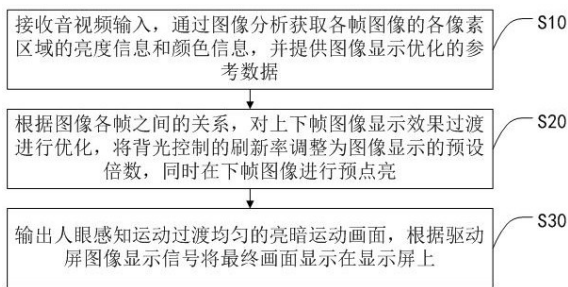 接收音视频输入，通过图像分析获取各帧图像的各像素
区域的亮度信息和颜色信息，并提供图像显示优化的参
考数据
S10
根据图像各帧之间的关系，对上下帧图像显示效果过渡
进行优化，将背光控制的刷新率调整为图像显示的预设
倍数，同时在下帧图像进行预点亮
S20
输出人眼感知运动过渡均匀的亮暗运动画面，根据驱动
屏图像显示信号将最终画面显示在显示屏上
S30